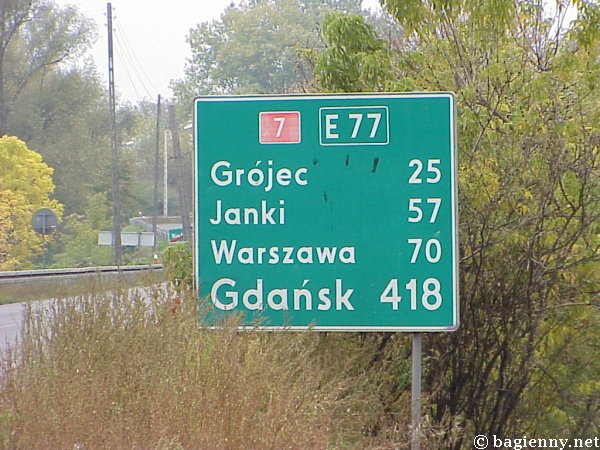 7 E 77
Grójec 25
Janki 57
Warszawa 70
Gdańsk 418
© bagienny.net